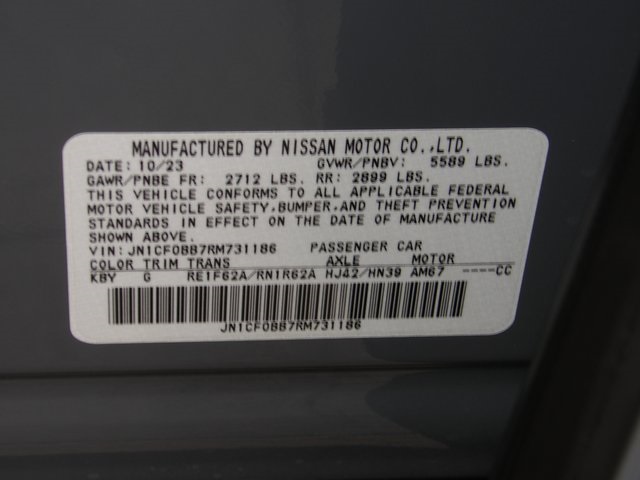 MANUFACTURED BY NISSAN MOTOR CO.,LTD.
DATE: 10/23 GVWR/PNBV: 5589 LBS.
GAWR/PNBE FR: 2712 LBS. RR: 2899 LBS.
THIS VEHICLE CONFORMS TO ALL APPLICABLE FEDERAL
MOTOR VEHICLE SAFETY,BUMPER,AND THEFT PREVENTION
STANDARDS IN EFFECT ON THE DATE OF MANUFACTURE
SHOWN ABOVE.
VIN: JN1CF0BB7RM731186 PASSENGER CAR
COLOR TRIM TRANS AXLE MOTOR
KBY G RE1F62A/RN1R62A HJ42/HN39 AM67 ----CC
JN1CF0BB7RM731186